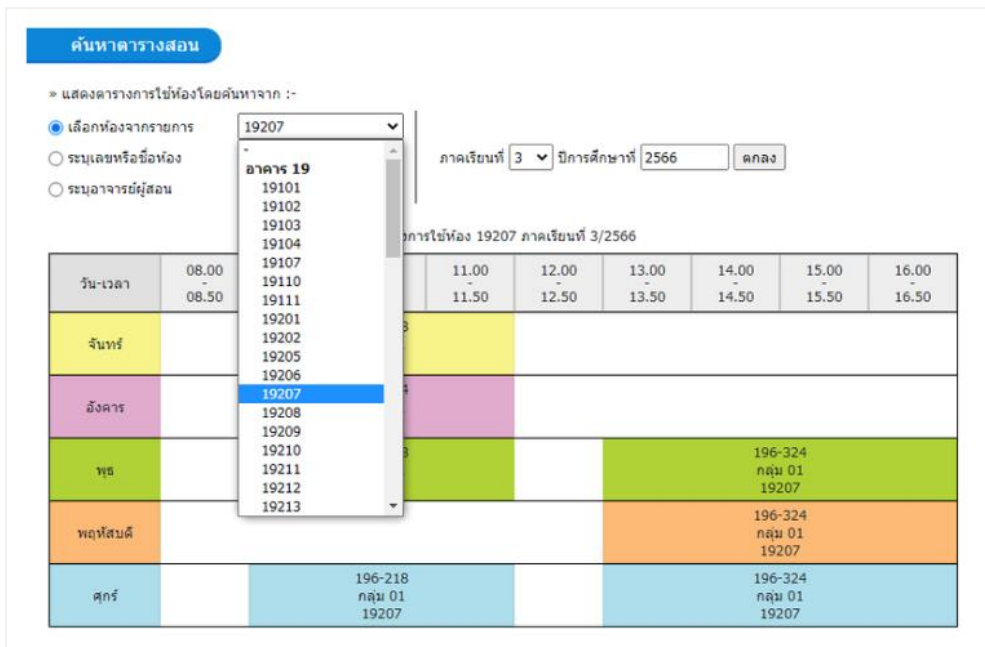 ค้นหาตารางสอน
» แสดงตารางการใช้ห้องโดยค้นหาจาก :-
เลือกห้องจากรายการ 19207
ระบุเลขหรือชื่อห้อง
ระบุอาจารย์ผู้สอน
ภาคเรียนที่ 3 ปีการศึกษาที่ 2566 ตกลง
-
อาคาร 19
19101
19102
19103
19104
19107
19110
19111
19201
19202
19205
19206
19207
19208
19209
19210
19211
19212
19213
การใช้ห้อง 19207 ภาคเรียนที่ 3/2566
วัน-เวลา
08.00
-
08.50
11.00
-
11.50
12.00
-
12.50
13.00
-
13.50
14.00
-
14.50
15.00
-
15.50
16.00
-
16.50
จันทร์
อังคาร
พุธ
196-324
กลุ่ม 01
19207
พฤหัสบดี
196-324
กลุ่ม 01
19207
ศุกร์
196-218
กลุ่ม 01
19207
196-324
กลุ่ม 01
19207